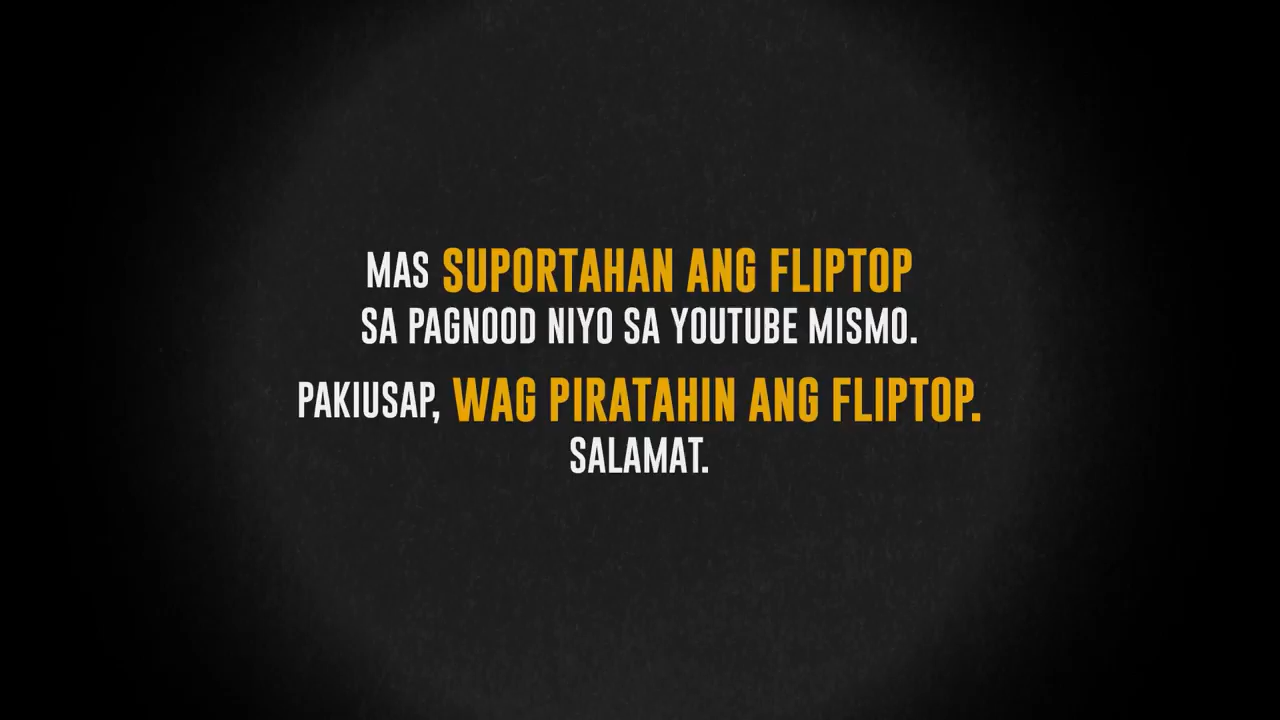 MAS SUPORTAHAN ANG FLIPTOP
SA PAGNOOD NIYO SA YOUTUBE MISMO.
PAKIUSAP, WAG PIRATAHIN ANG FLIPTOP.
SALAMAT.